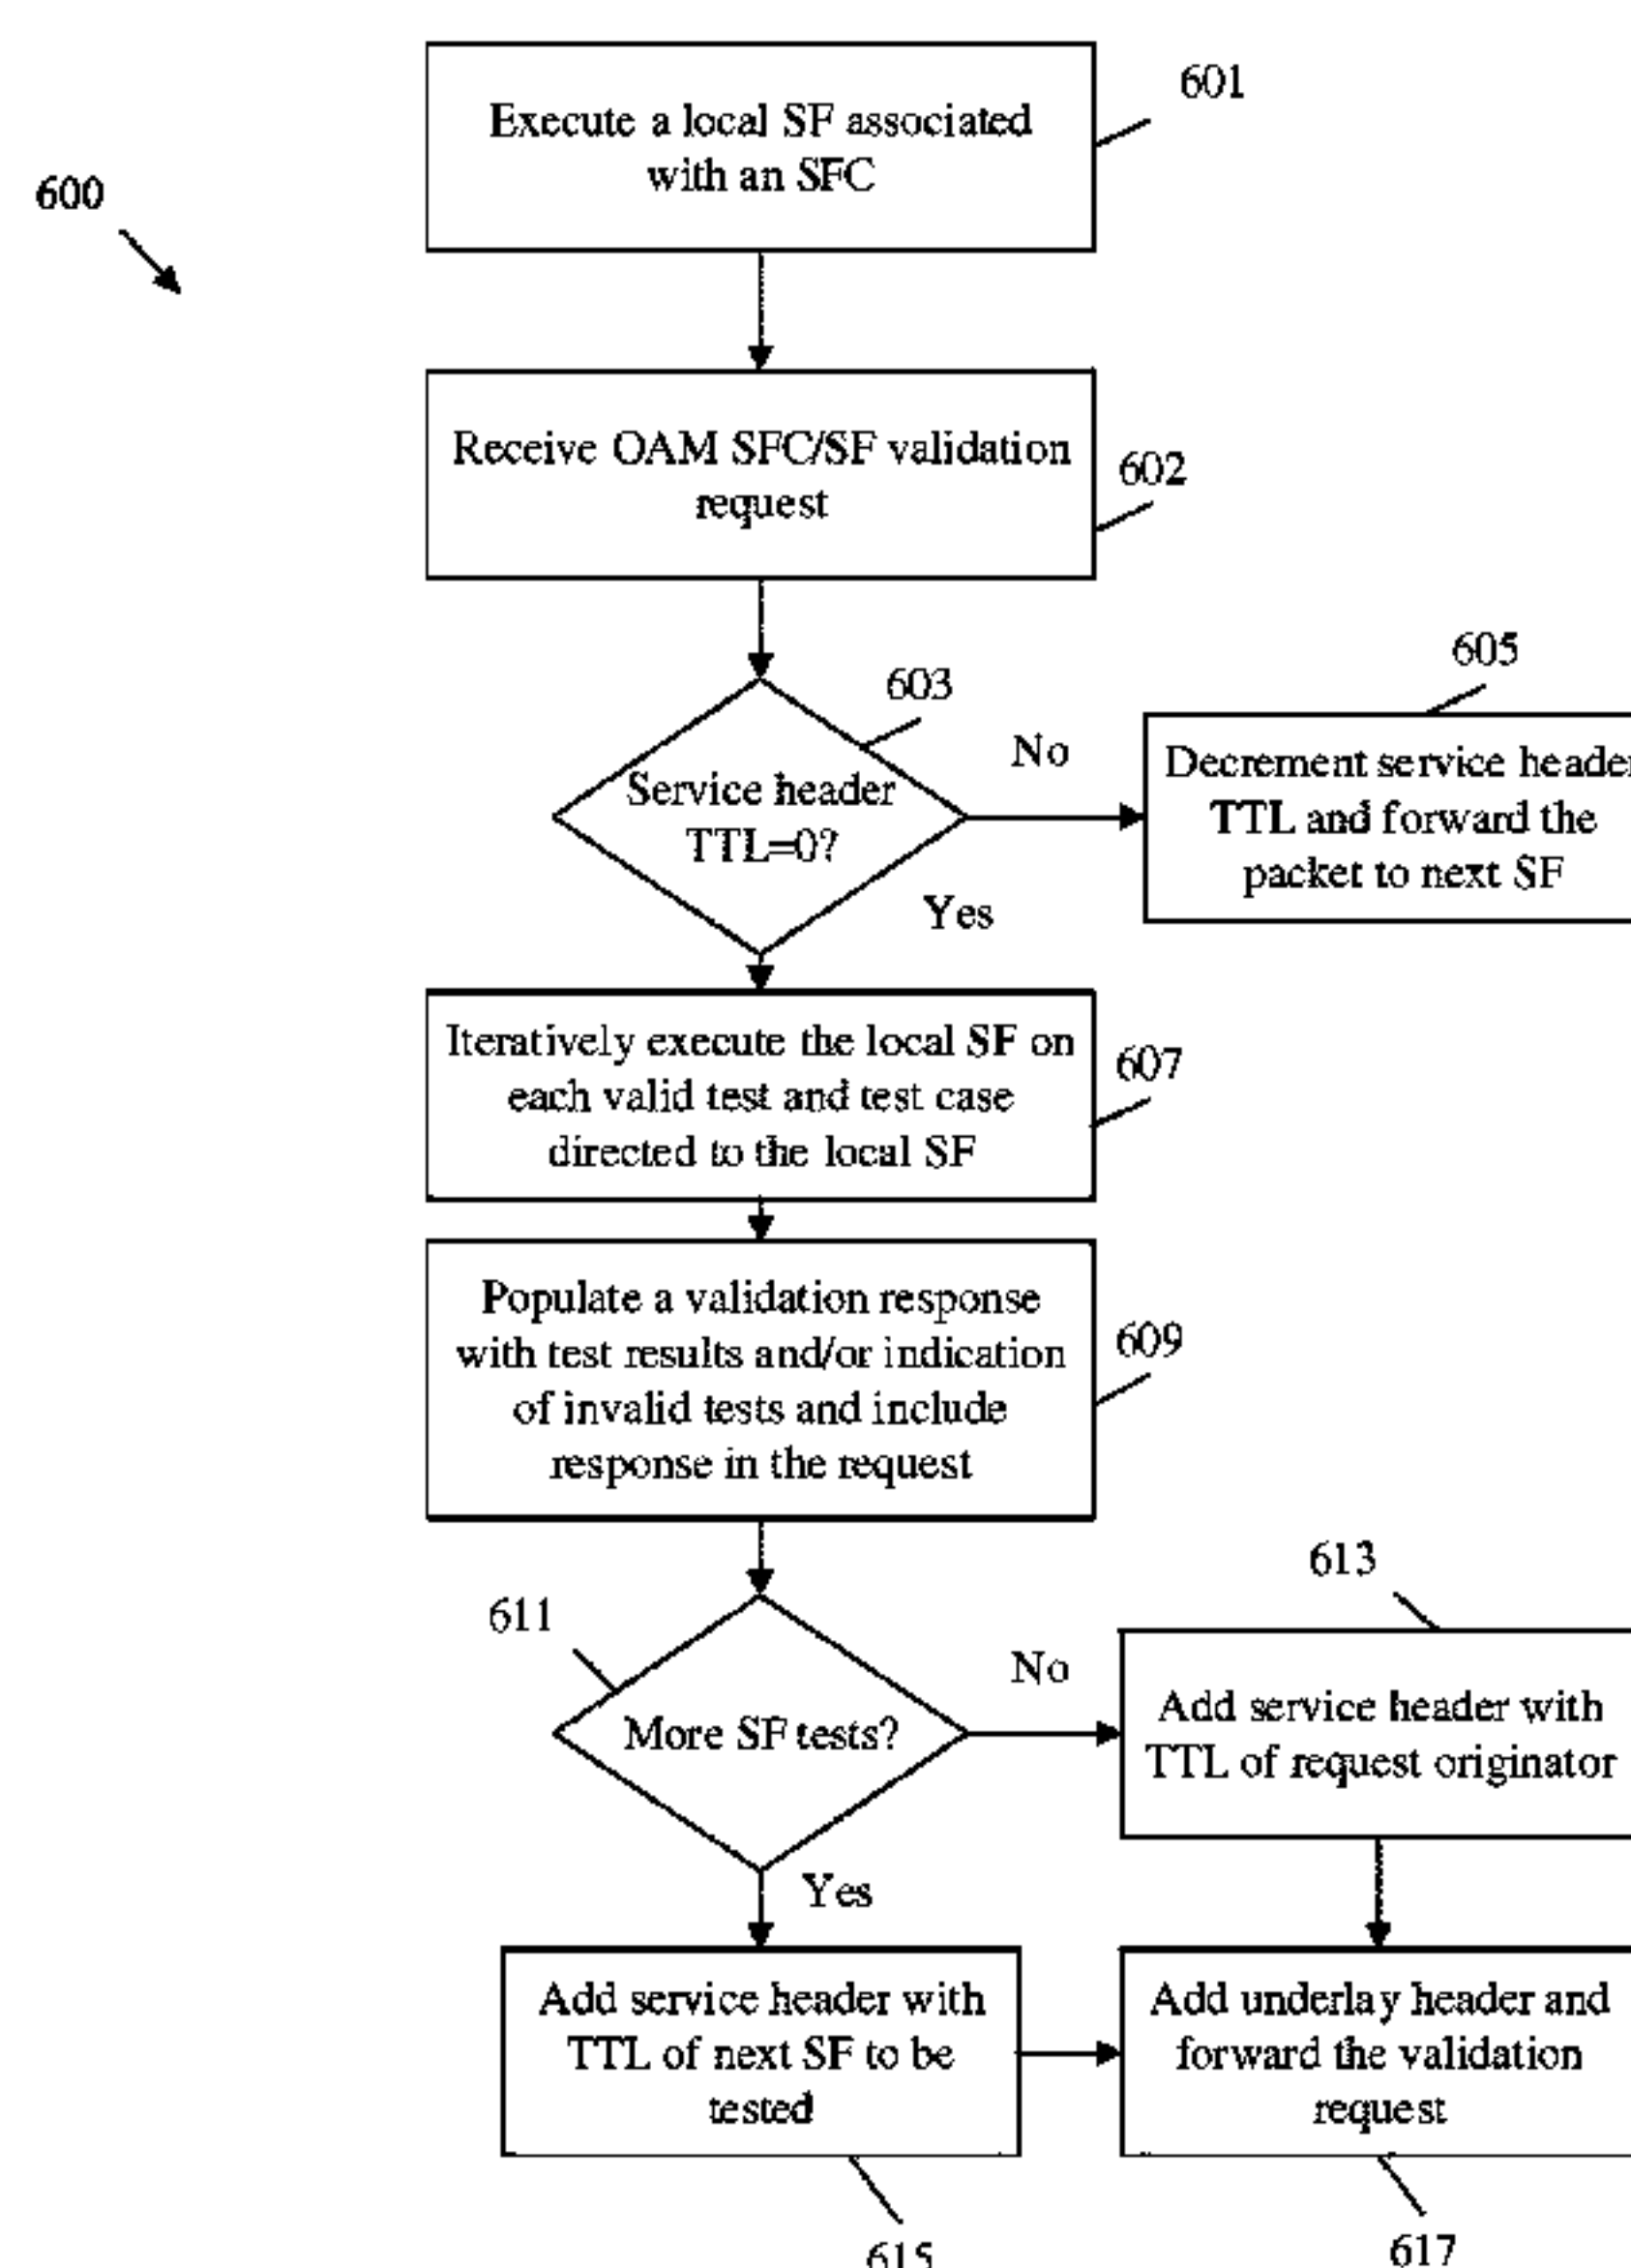 600
Execute a local SF associated
with an SFC
601
Receive OAM SFC/SF validation
request
602
603
Service header
TTL=0?
No
Yes
605
Decrement service header
TTL and forward the
packet to next SF
Iteratively execute the local SF on
each valid test and test case
directed to the local SF
607
Populate a validation response
with test results and/or indication
of invalid tests and include
response in the request
609
611
More SF tests?
No
Yes
613
Add service header with
TTL of request originator
Add service header with
TTL of next SF to be
tested
615
Add underlay header and
forward the validation
request
617